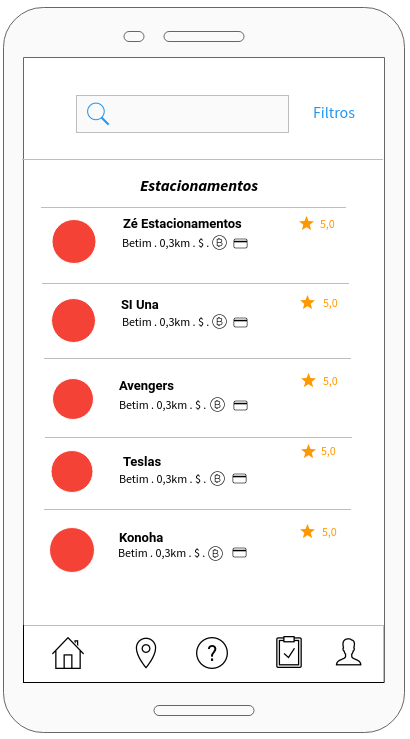 Filtros
Estacionamentos
Zé Estacionamentos
5,0
Betim . 0,3km . $ .
SI Una
5,0
Betim . 0,3km . $ .
Avengers
5,0
Betim . 0,3km . $ .
Teslas
5,0
Betim . 0,3km . $ .
Konoha
5,0
Betim . 0,3km . $ .
?